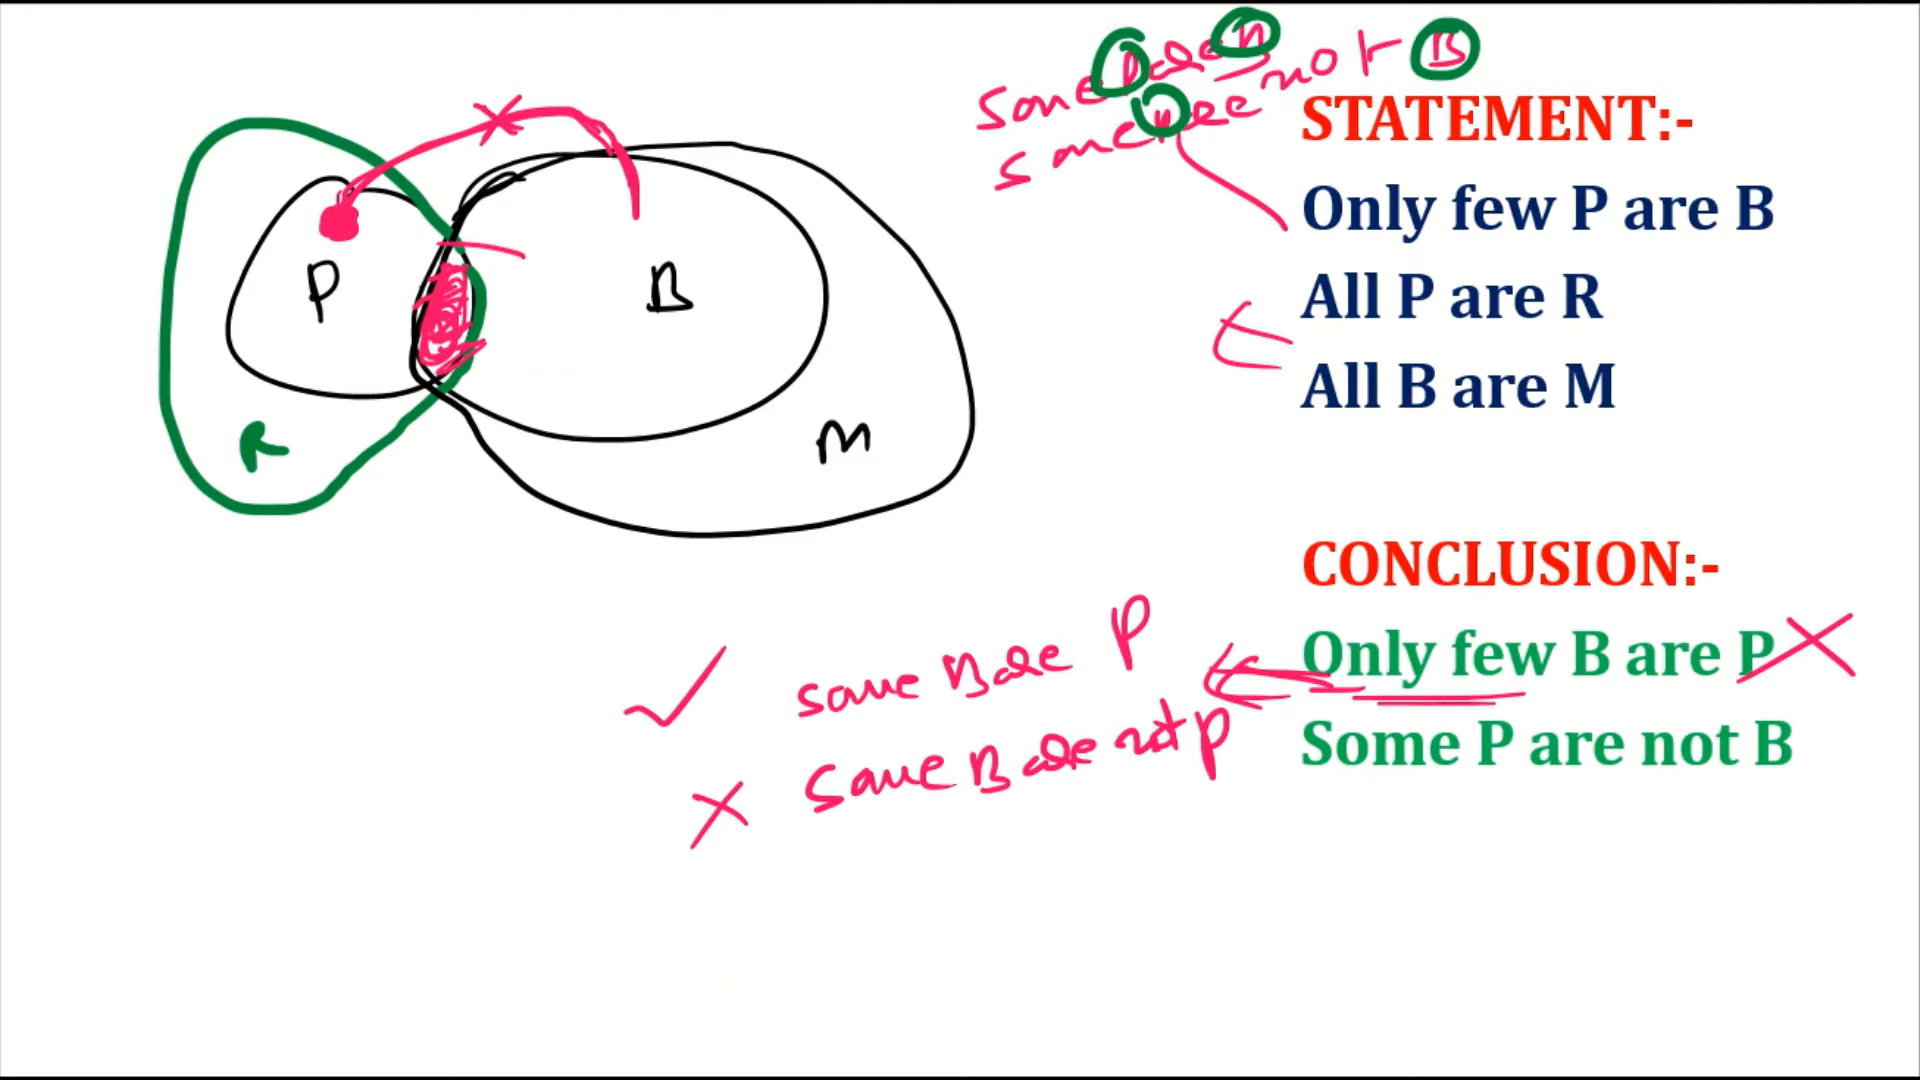 some P are B
some P are not B
STATEMENT:-
Only few P are B
All P are R
All B are M
P
B
R
M
CONCLUSION:-
Only few B are P
Some P are not B
some B are P
some B are not P